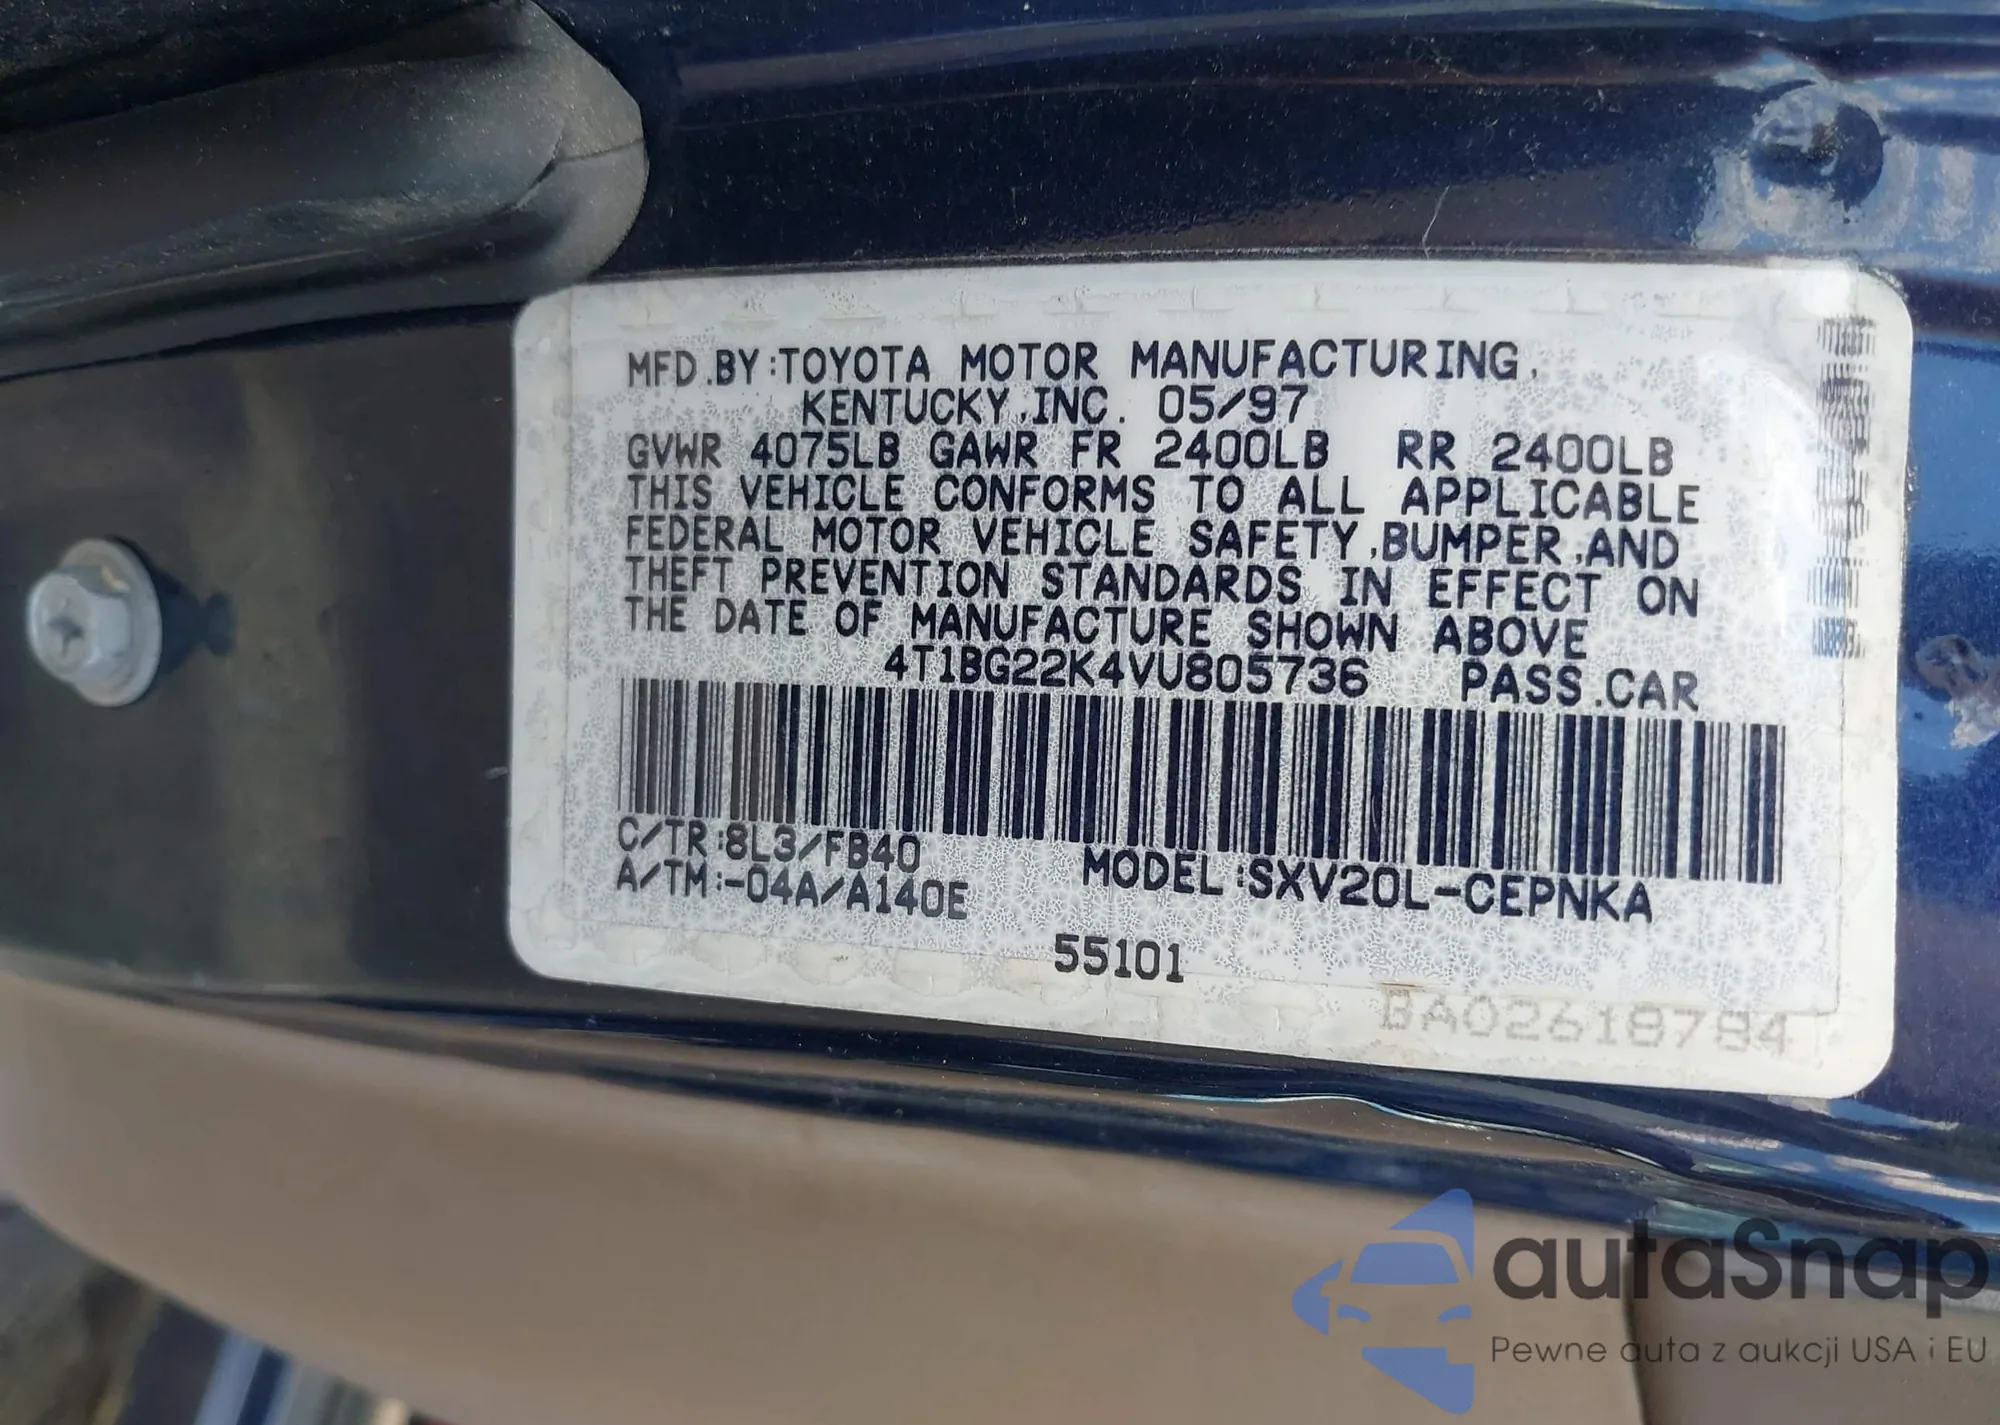 MFD.BY:TOYOTA MOTOR MANUFACTURING,
KENTUCKY,INC. 05/97
GVWR 4075LB GAWR FR 2400LB RR 2400LB
THIS VEHICLE CONFORMS TO ALL APPLICABLE
FEDERAL MOTOR VEHICLE SAFETY,BUMPER,AND
THEFT PREVENTION STANDARDS IN EFFECT ON
THE DATE OF MANUFACTURE SHOWN ABOVE
4T1BG22K4VU805736 PASS.CAR
C/TR:8L3/FB40
A/TM:-04A/A140E
MODEL:SXV20L-CEPNKA
55101
BA02618784
autaSnap
Pewne auta z aukcji USA i EU